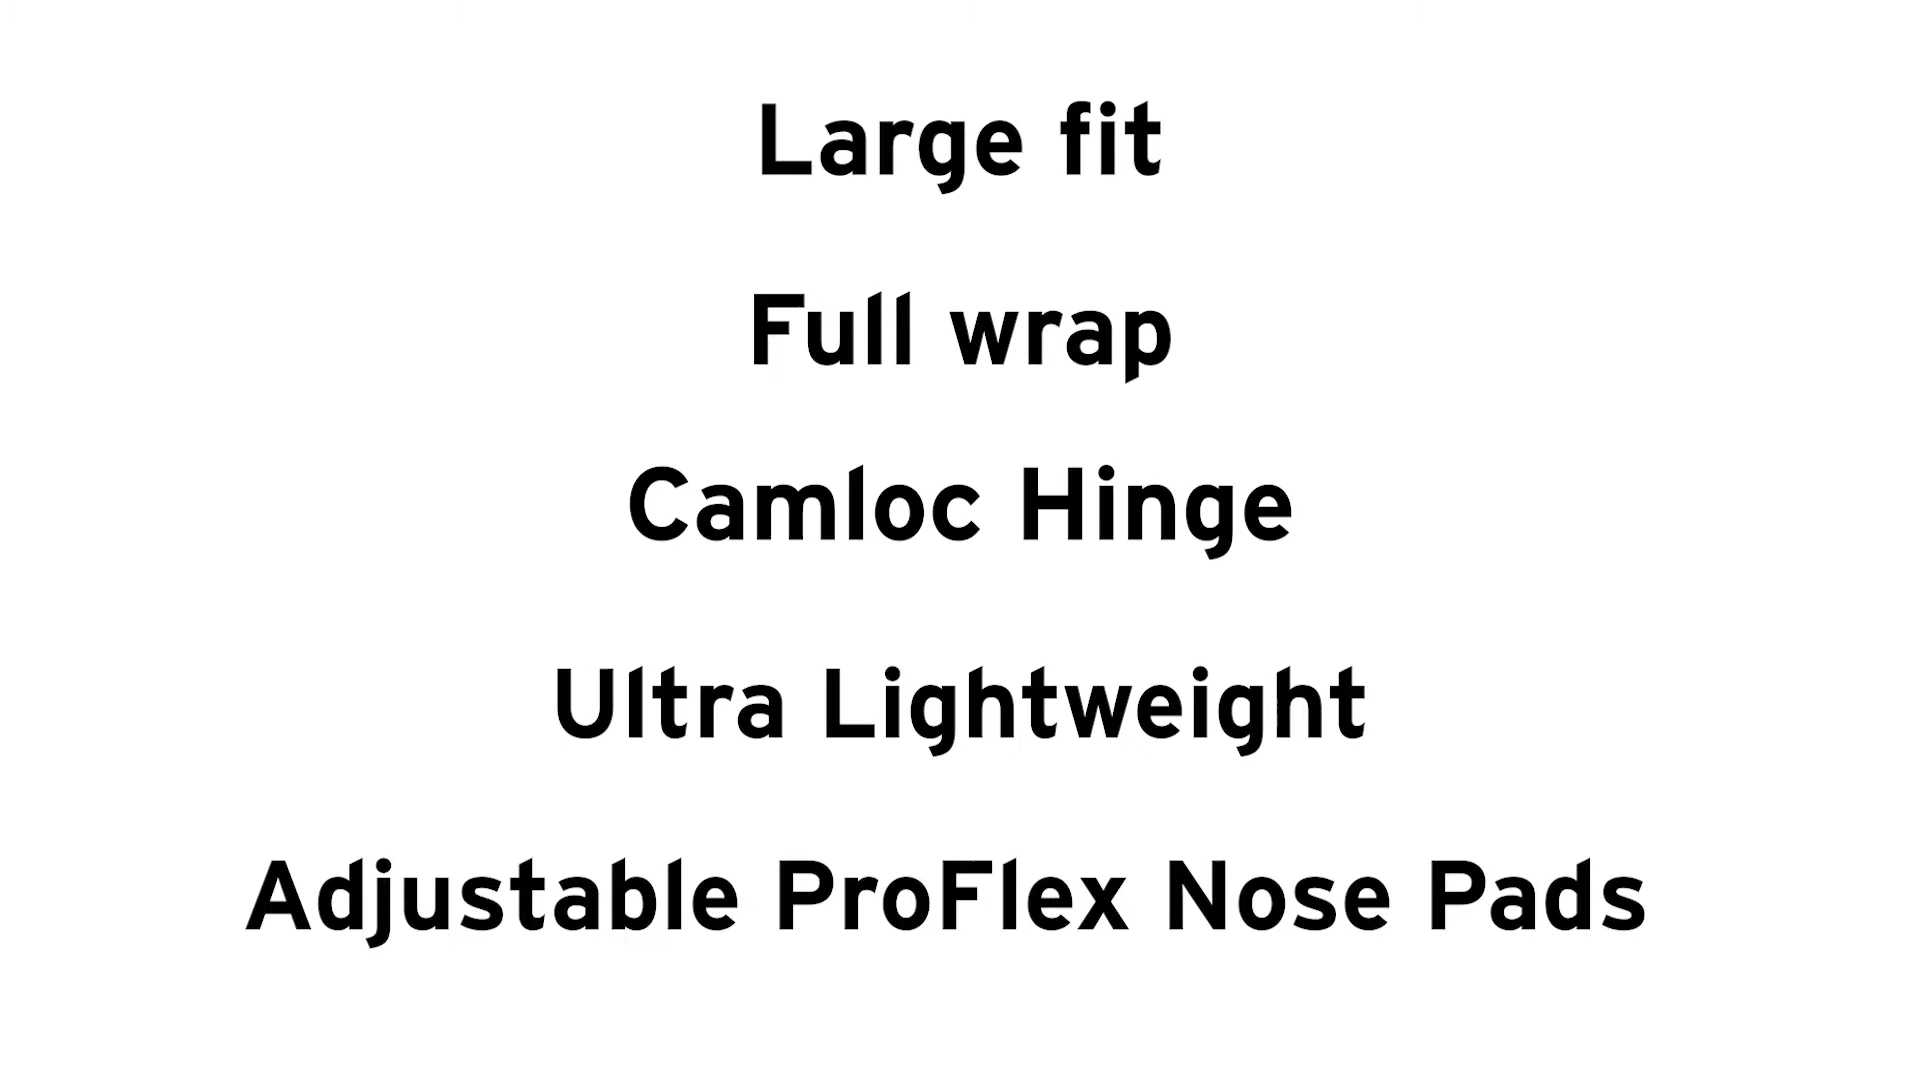 Large fit
Full wrap
Camloc Hinge
Ultra Lightweight
Adjustable ProFlex Nose Pads